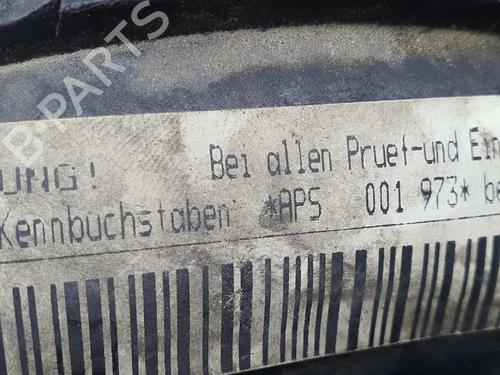 UNG! Bei allen Pruef-und Ein
Kennbuchstaben *APS 001 973* be
B-PARTS